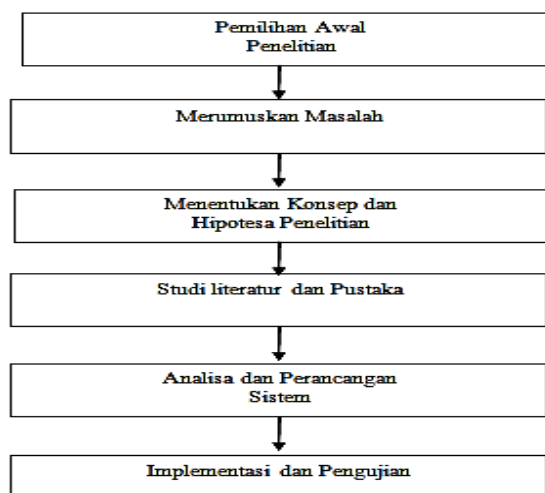 Pemilihan Awal
Penelitian
Merumuskan Masalah
Menentukan Konsep dan
Hipotesa Penelitian
Studi literatur dan Pustaka
Analisa dan Perancangan
Sistem
Implementasi dan Pengujian